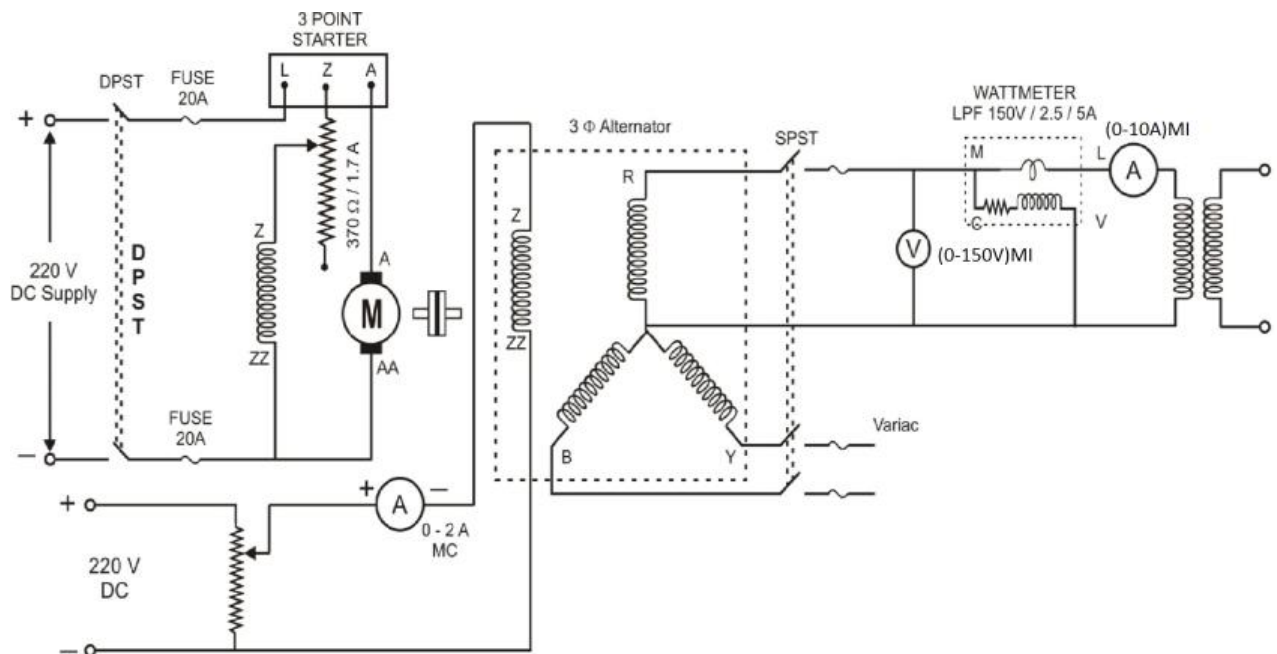 3 POINT
STARTER
L Z A
DPST
FUSE
20A
+
220 V
DC Supply
DPST
Z
ZZ
370 Ω / 1.7 A
A
M
AA
FUSE
20A
−
+
220 V
DC
−
+ A −
0 - 2 A
MC
3 Φ Alternator
Z
ZZ
R
B
Y
SPST
Variac
WATTMETER
LPF 150V / 2.5 / 5A
M
L
C
V
(0-10A)MI
A
V
(0-150V)MI